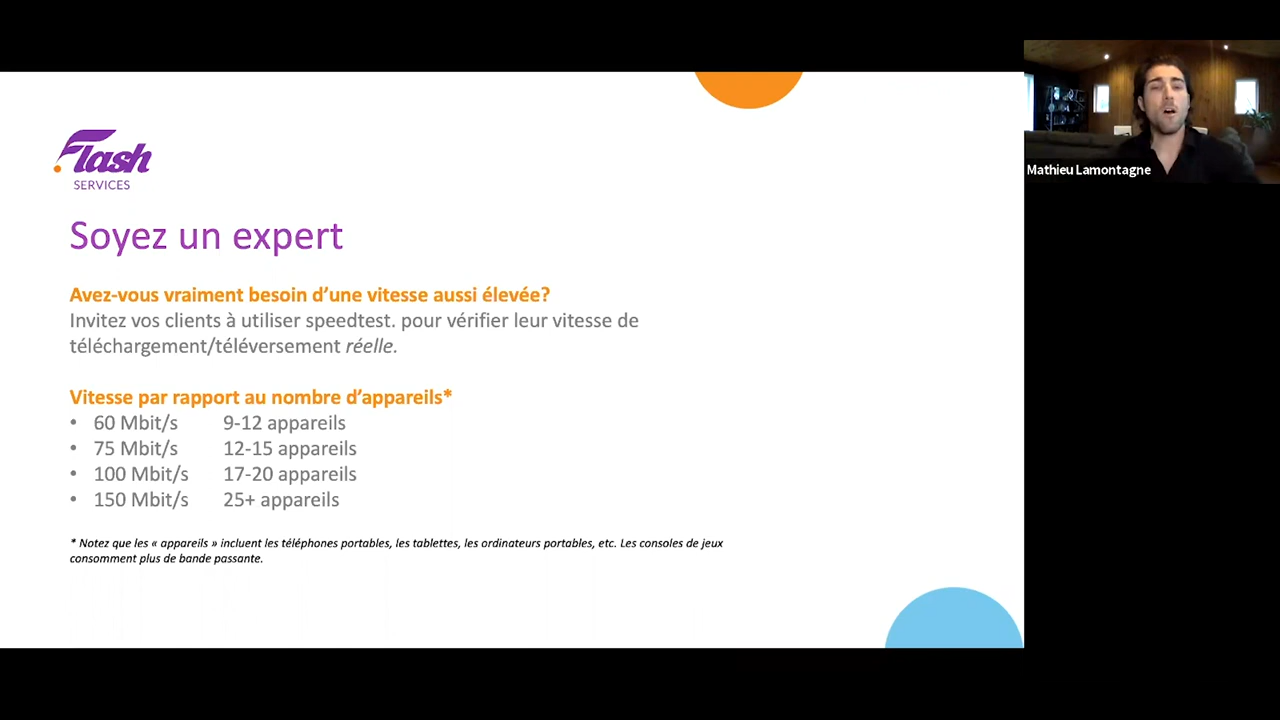 Flash
SERVICES
Soyez un expert
Avez-vous vraiment besoin d’une vitesse aussi élevée?
Invitez vos clients à utiliser speedtest. pour vérifier leur vitesse de
téléchargement/téléversement réelle.
Vitesse par rapport au nombre d’appareils*
• 60 Mbit/s 9-12 appareils
• 75 Mbit/s 12-15 appareils
• 100 Mbit/s 17-20 appareils
• 150 Mbit/s 25+ appareils
* Notez que les « appareils » incluent les téléphones portables, les tablettes, les ordinateurs portables, etc. Les consoles de jeux
consomment plus de bande passante.
Mathieu Lamontagne